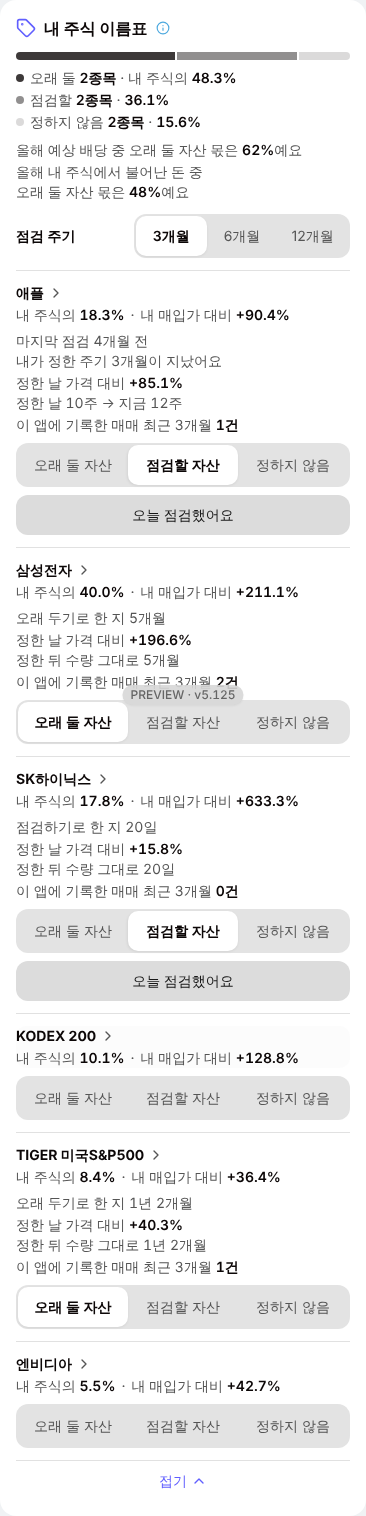 내 주식 이름표
오래 둘 2종목 · 내 주식의 48.3%
점검할 2종목 · 36.1%
정하지 않음 2종목 · 15.6%
올해 예상 배당 중 오래 둘 자산 몫은 62%예요
올해 내 주식에서 불어난 돈 중
오래 둘 자산 몫은 48%예요
점검 주기 3개월 6개월 12개월
애플
내 주식의 18.3% · 내 매입가 대비 +90.4%
마지막 점검 4개월 전
내가 정한 주기 3개월이 지났어요
정한 날 가격 대비 +85.1%
정한 날 10주 → 지금 12주
이 앱에 기록한 매매 최근 3개월 1건
오래 둘 자산 점검할 자산 정하지 않음
오늘 점검했어요
삼성전자
내 주식의 40.0% · 내 매입가 대비 +211.1%
오래 두기로 한 지 5개월
정한 날 가격 대비 +196.6%
정한 뒤 수량 그대로 5개월
이 앱에 기록한 매매 최근 3개월 2건
PREVIEW · v5.125
오래 둘 자산 점검할 자산 정하지 않음
SK하이닉스
내 주식의 17.8% · 내 매입가 대비 +633.3%
점검하기로 한 지 20일
정한 날 가격 대비 +15.8%
정한 뒤 수량 그대로 20일
이 앱에 기록한 매매 최근 3개월 0건
오래 둘 자산 점검할 자산 정하지 않음
오늘 점검했어요
KODEX 200
내 주식의 10.1% · 내 매입가 대비 +128.8%
오래 둘 자산 점검할 자산 정하지 않음
TIGER 미국S&P500
내 주식의 8.4% · 내 매입가 대비 +36.4%
오래 두기로 한 지 1년 2개월
정한 날 가격 대비 +40.3%
정한 뒤 수량 그대로 1년 2개월
이 앱에 기록한 매매 최근 3개월 1건
오래 둘 자산 점검할 자산 정하지 않음
엔비디아
내 주식의 5.5% · 내 매입가 대비 +42.7%
오래 둘 자산 점검할 자산 정하지 않음
접기